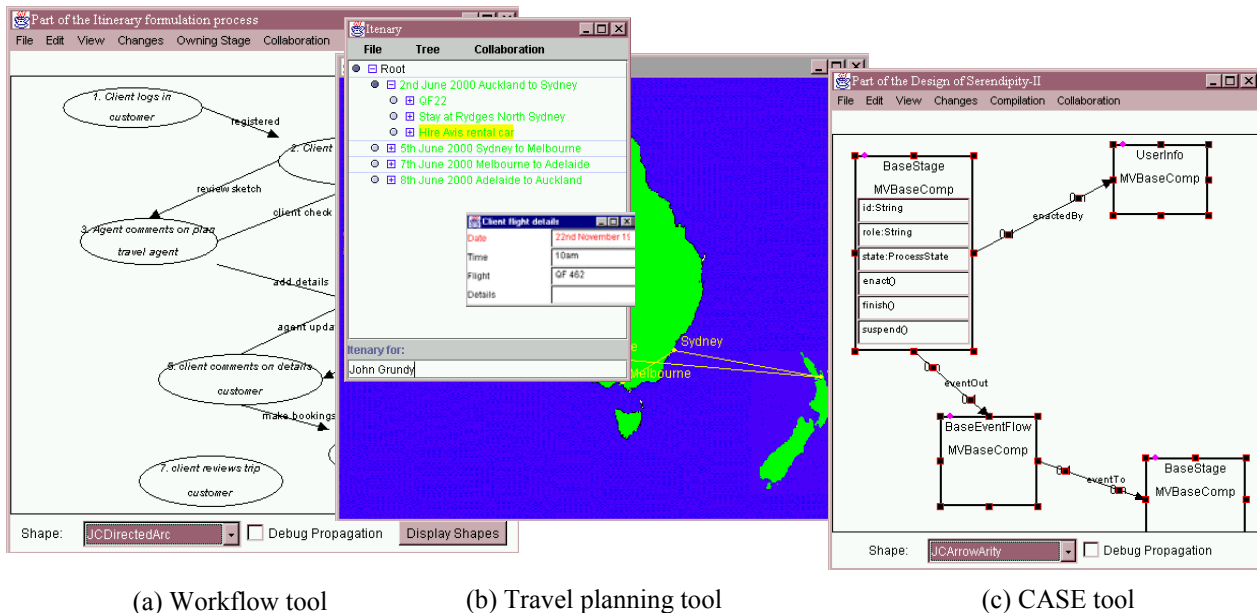 Part of the Itinerary formulation process
File Edit View Changes Owning Stage Collaboration
1. Client logs in
customer
registered
2. Client
review sketch
client check
3. Agent comments on plan
travel agent
add details
agent upda
client comments on details
customer
make bookings
7. client reviews trip
customer
Shape: JCDirectedArc Debug Propagation Display Shapes
Itenary
File Tree Collaboration
Root
2nd June 2000 Auckland to Sydney
QF22
Stay at Rydges North Sydney
Hire Avis rental car
5th June 2000 Sydney to Melbourne
7th June 2000 Melbourne to Adelaide
8th June 2000 Adelaide to Auckland
Client flight details
Date 22nd November 19
Time 10am
Flight QF 462
Details
Itenary for:
John Grundy
Sydney
Melbourne
Part of the Design of Serendipity-II
File Edit View Changes Compilation Collaboration
BaseStage
MVBaseComp
id:String
role:String
state:ProcessState
enact()
finish()
suspend()
UserInfo
MVBaseComp
enactedBy
eventOut
BaseEventFlow
MVBaseComp
eventTo
BaseStage
MVBaseComp
Shape: JCArrowArity Debug Propagation
(a) Workflow tool
(b) Travel planning tool
(c) CASE tool